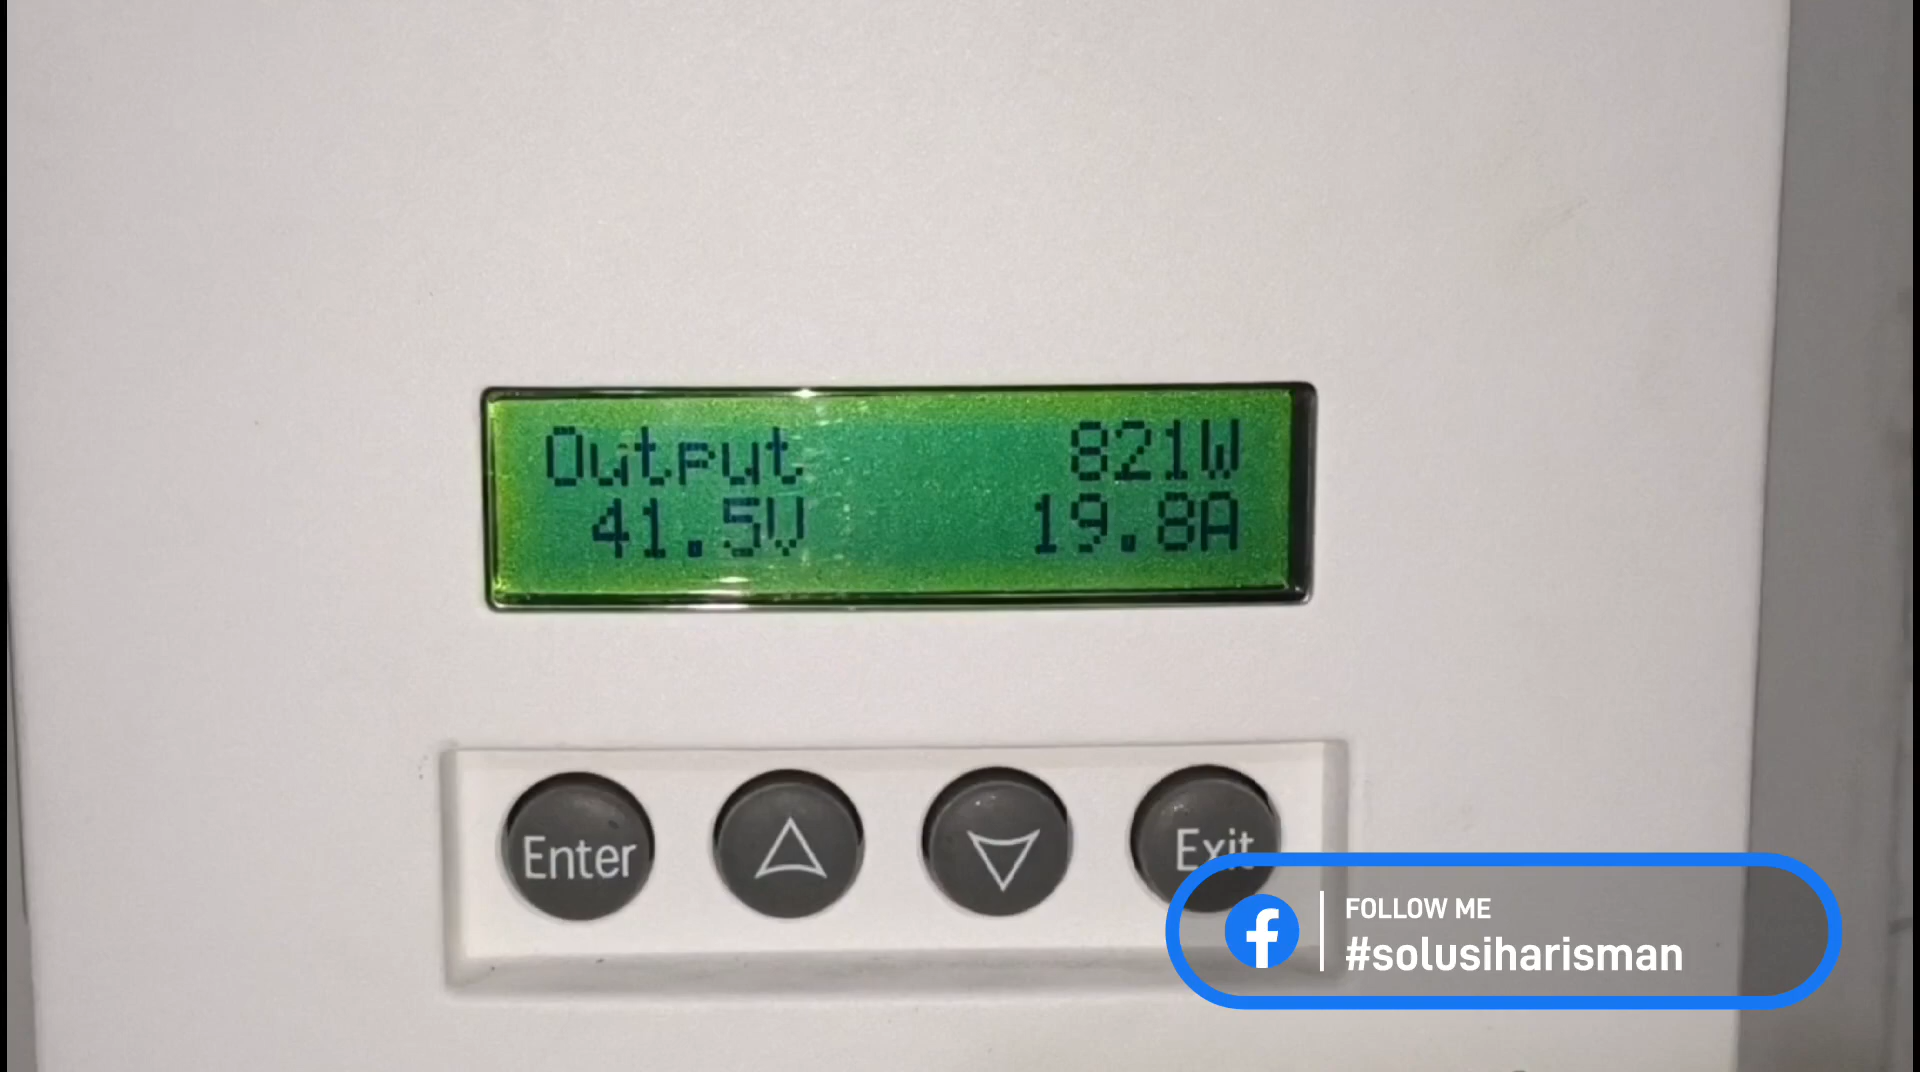 Output 821W
41.5V 19.8A
Enter Exit
FOLLOW ME
#solusiharisman